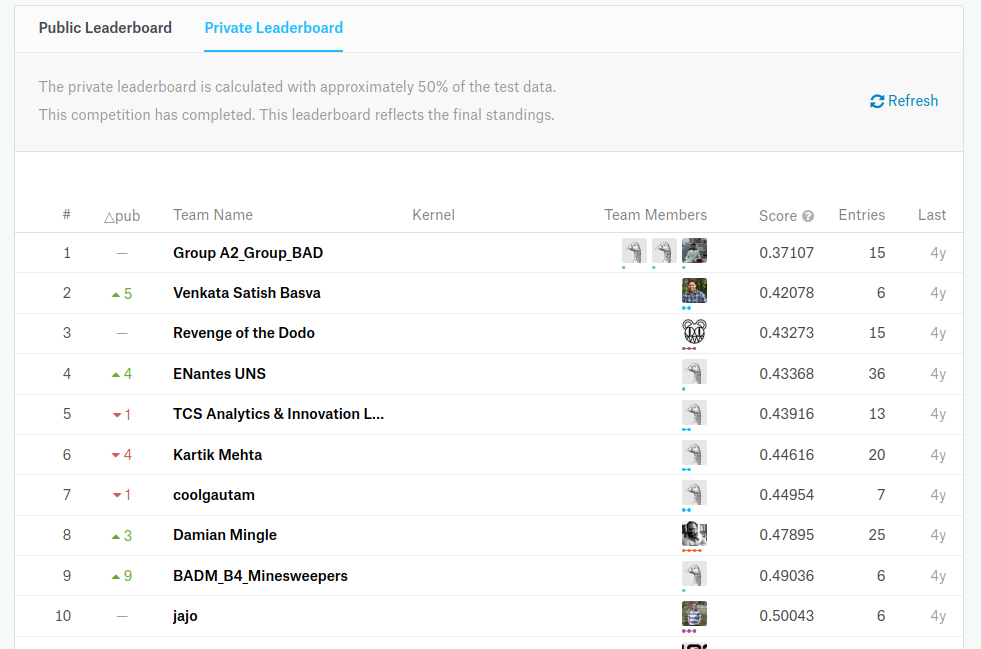 Public Leaderboard Private Leaderboard
The private leaderboard is calculated with approximately 50% of the test data.
This competition has completed. This leaderboard reflects the final standings.
Refresh
# △pub Team Name Kernel Team Members Score ? Entries Last
1 — Group A2_Group_BAD 0.37107 15 4y
2 ▲ 5 Venkata Satish Basva 0.42078 6 4y
3 — Revenge of the Dodo 0.43273 15 4y
4 ▲ 4 ENantes UNS 0.43368 36 4y
5 ▼ 1 TCS Analytics & Innovation L... 0.43916 13 4y
6 ▼ 4 Kartik Mehta 0.44616 20 4y
7 ▼ 1 coolgautam 0.44954 7 4y
8 ▲ 3 Damian Mingle 0.47895 25 4y
9 ▲ 9 BADM_B4_Minesweepers 0.49036 6 4y
10 — jajo 0.50043 6 4y